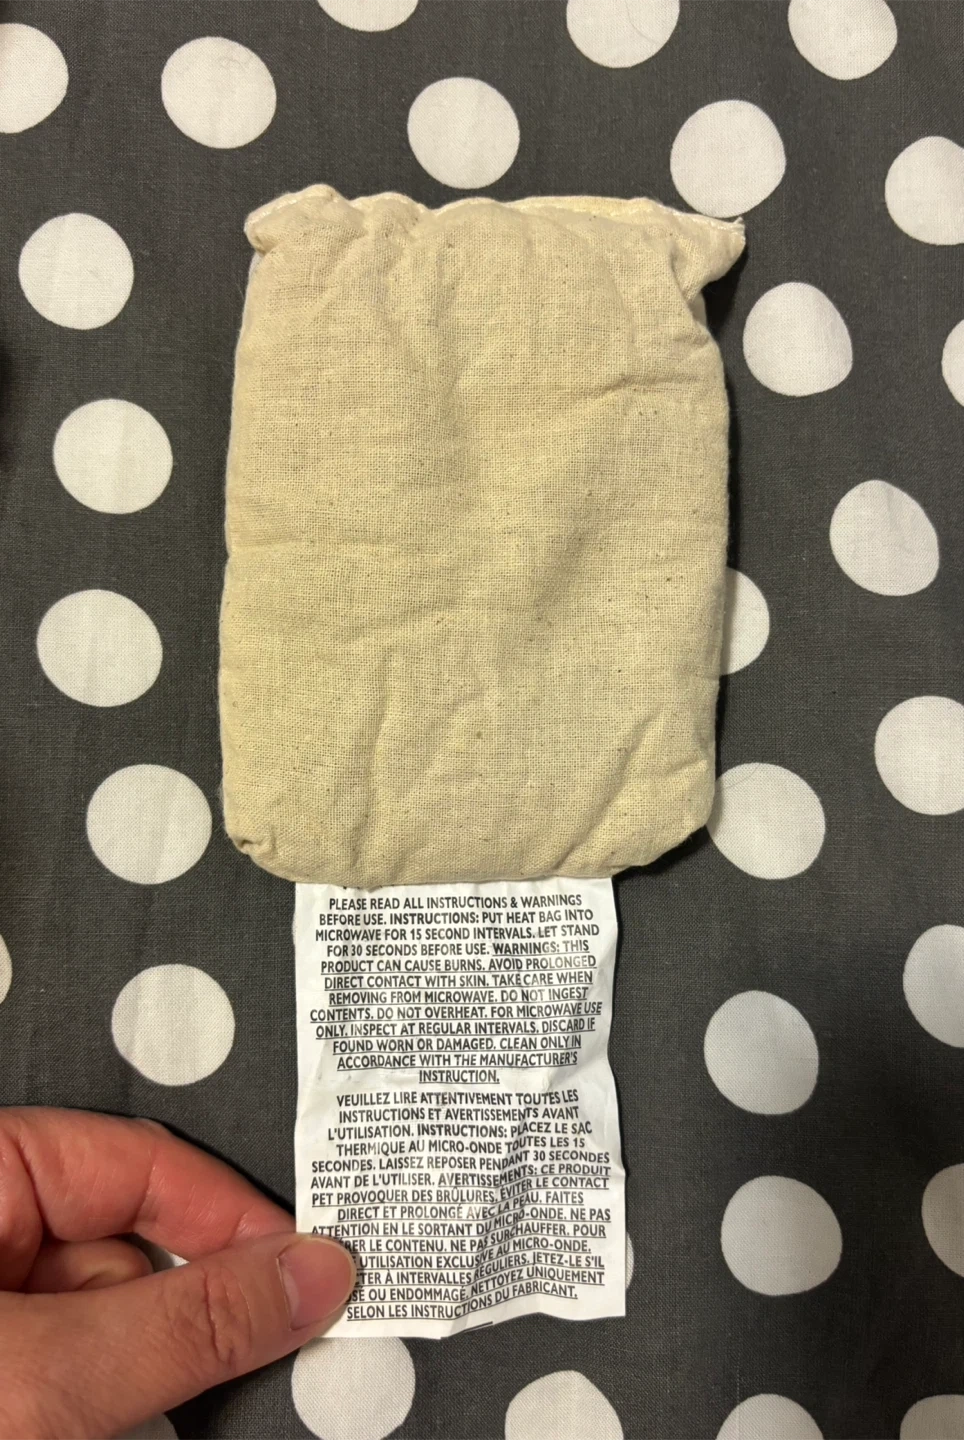 PLEASE READ ALL INSTRUCTIONS & WARNINGS
BEFORE USE. INSTRUCTIONS: PUT HEAT BAG INTO
MICROWAVE FOR 15 SECOND INTERVALS. LET STAND
FOR 30 SECONDS BEFORE USE. WARNINGS: THIS
PRODUCT CAN CAUSE BURNS. AVOID PROLONGED
DIRECT CONTACT WITH SKIN. TAKE CARE WHEN
REMOVING FROM MICROWAVE. DO NOT INGEST
CONTENTS. DO NOT OVERHEAT. FOR MICROWAVE USE
ONLY. INSPECT AT REGULAR INTERVALS. DISCARD IF
FOUND WORN OR DAMAGED. CLEAN ONLY IN
ACCORDANCE WITH THE MANUFACTURER'S
INSTRUCTION.
VEUILLEZ LIRE ATTENTIVEMENT TOUTES LES
INSTRUCTIONS ET AVERTISSEMENTS AVANT
L'UTILISATION. INSTRUCTIONS: PLACEZ LE SAC
THERMIQUE AU MICRO-ONDE TOUTES LES 15
SECONDES. LAISSEZ REPOSER PENDANT 30 SECONDES
AVANT DE L'UTILISER. AVERTISSEMENTS: CE PRODUIT
PET PROVOQUER DES BRÛLURES. ÉVITER LE CONTACT
DIRECT ET PROLONGÉ AVEC LA PEAU. FAITES
ATTENTION EN LE SORTANT DU MICRO-ONDE. NE PAS
LE CONTENU. NE PAS SURCHAUFFER. POUR
UTILISATION EXCLUSIVE AU MICRO-ONDE.
À INTERVALLES RÉGULIERS. JETEZ-LE S'IL
OU ENDOMMAGÉ. NETTOYEZ UNIQUEMENT
SELON LES INSTRUCTIONS DU FABRICANT.